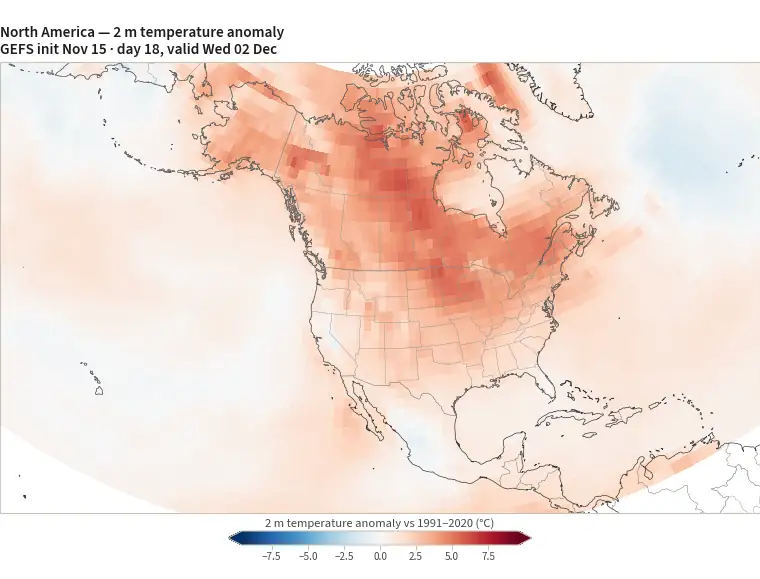 North America — 2 m temperature anomaly
GEFS init Nov 15 · day 18, valid Wed 02 Dec
2 m temperature anomaly vs 1991–2020 (°C)
−7.5 −5.0 −2.5 0.0 2.5 5.0 7.5